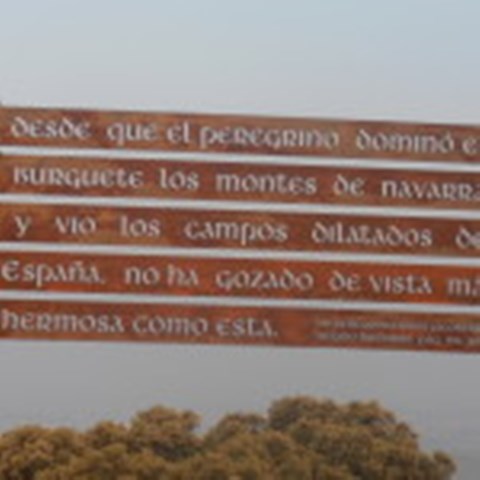 desde que el peregrino dominó e
Burguete los montes de navarra
y vio los campos dilatados de
España, no ha gozado de vista má
hermosa como esta.